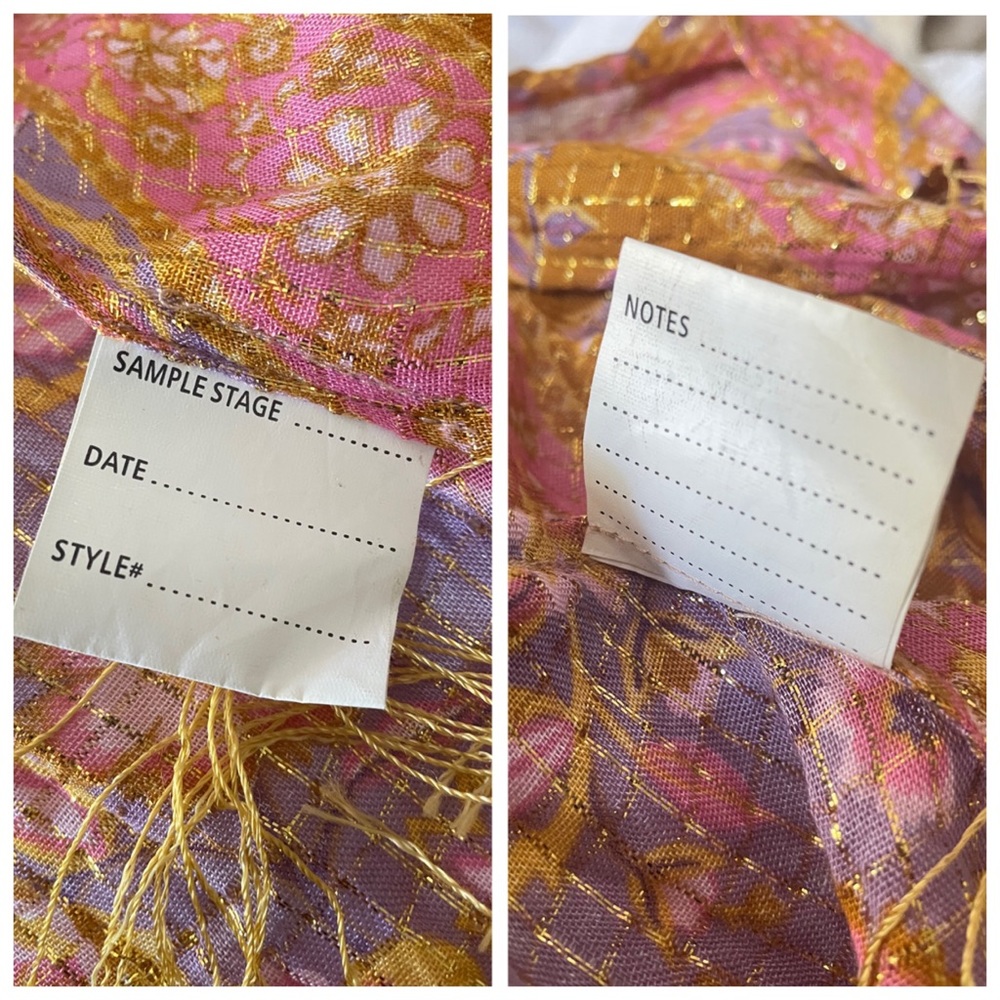 SAMPLE STAGE ............
DATE ........................
STYLE# ......................
NOTES ......................